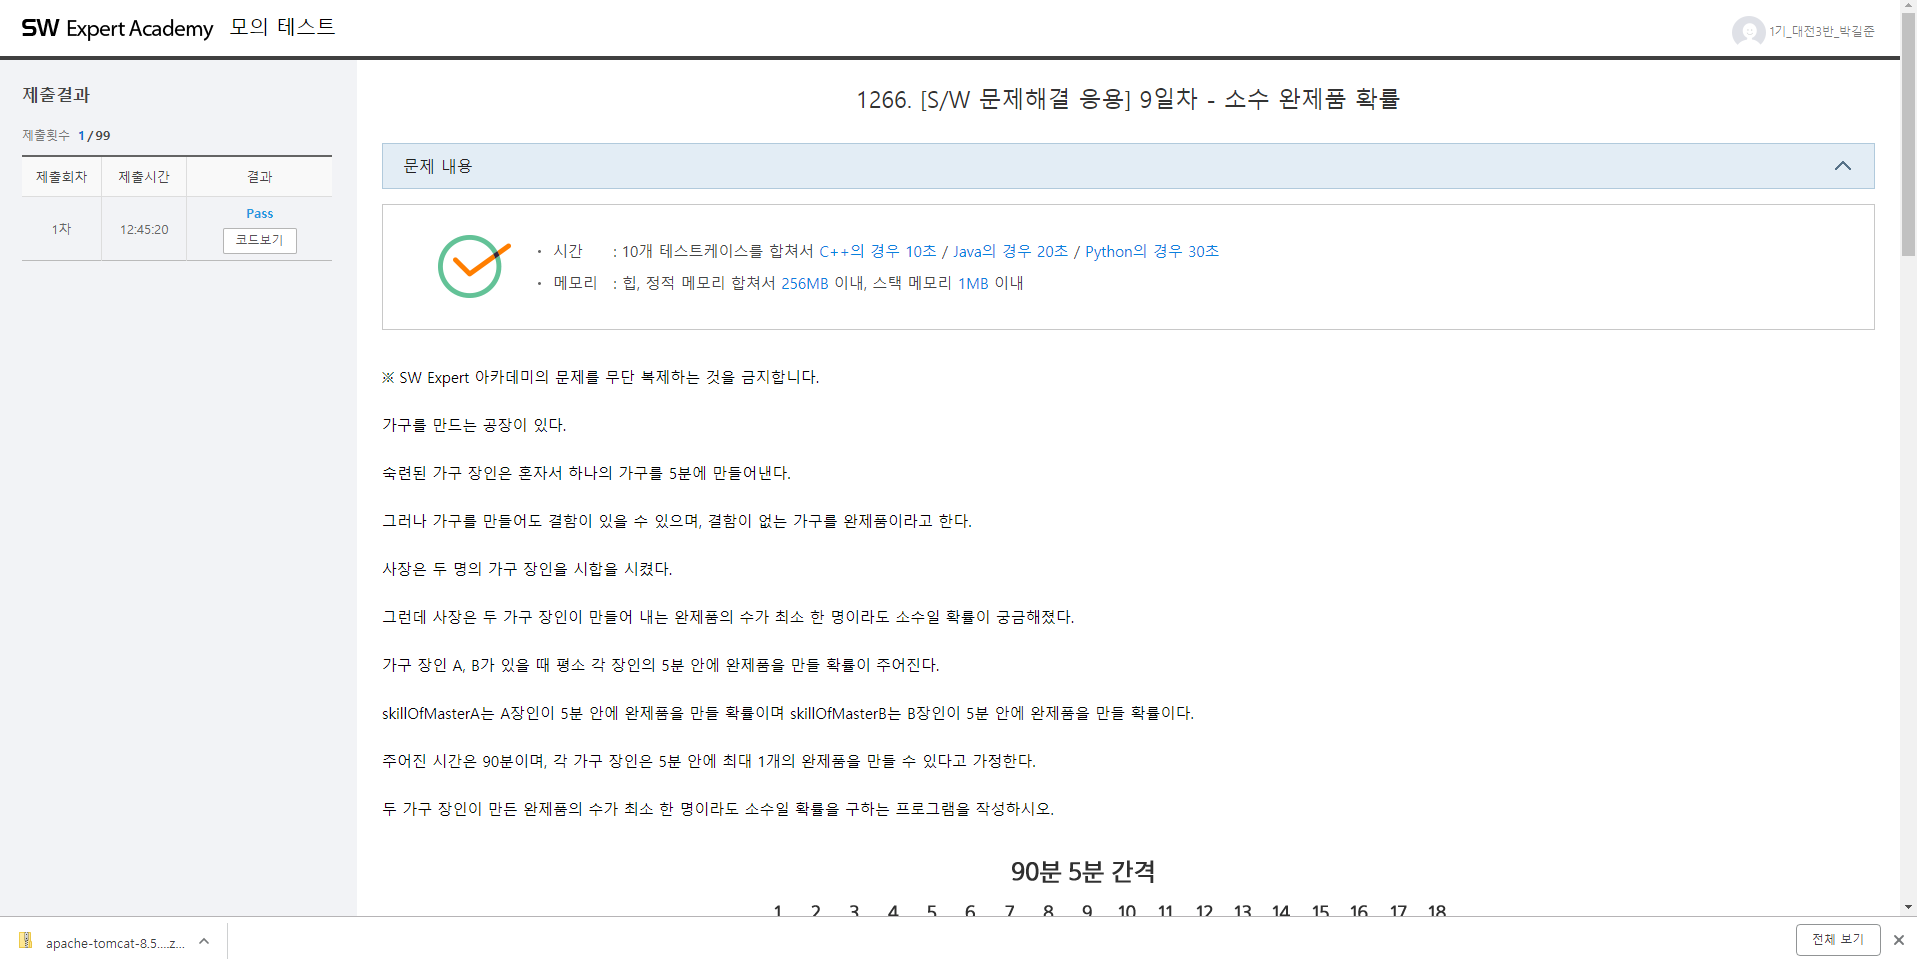 SW Expert Academy 모의 테스트
1기_대전3반_박길준
제출결과
제출횟수 1 / 99
제출회차 제출시간 결과
1차 12:45:20 Pass
코드보기
1266. [S/W 문제해결 응용] 9일차 - 소수 완제품 확률
문제 내용
• 시간 : 10개 테스트케이스를 합쳐서 C++의 경우 10초 / Java의 경우 20초 / Python의 경우 30초
• 메모리 : 힙, 정적 메모리 합쳐서 256MB 이내, 스택 메모리 1MB 이내
※ SW Expert 아카데미의 문제를 무단 복제하는 것을 금지합니다.
가구를 만드는 공장이 있다.
숙련된 가구 장인은 혼자서 하나의 가구를 5분에 만들어낸다.
그러나 가구를 만들어도 결함이 있을 수 있으며, 결함이 없는 가구를 완제품이라고 한다.
사장은 두 명의 가구 장인을 시합을 시켰다.
그런데 사장은 두 가구 장인이 만들어 내는 완제품의 수가 최소 한 명이라도 소수일 확률이 궁금해졌다.
가구 장인 A, B가 있을 때 평소 각 장인의 5분 안에 완제품을 만들 확률이 주어진다.
skillOfMasterA는 A장인이 5분 안에 완제품을 만들 확률이며 skillOfMasterB는 B장인이 5분 안에 완제품을 만들 확률이다.
주어진 시간은 90분이며, 각 가구 장인은 5분 안에 최대 1개의 완제품을 만들 수 있다고 가정한다.
두 가구 장인이 만든 완제품의 수가 최소 한 명이라도 소수일 확률을 구하는 프로그램을 작성하시오.
90분 5분 간격
1 2 3 4 5 6 7 8 9 10 11 12 13 14 15 16 17 18
apache-tomcat-8.5....z...
전체 보기